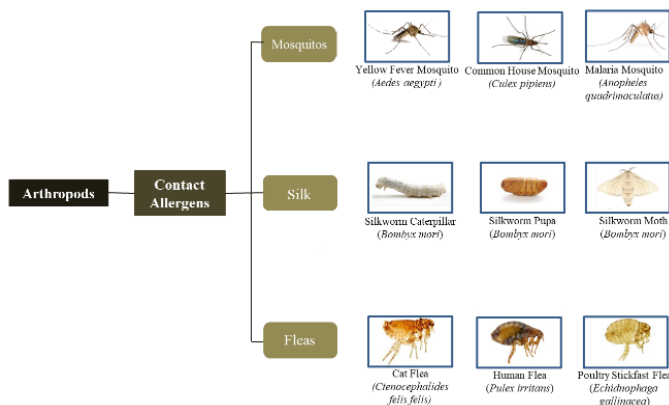 Mosquitos
Yellow Fever Mosquito
(Aedes aegypti )
Common House Mosquito
(Culex pipiens)
Malaria Mosquito
(Anopheles
quadrimaculatus)
Arthropods
Contact
Allergens
Silk
Silkworm Caterpillar
(Bombyx mori)
Silkworm Pupa
(Bombyx mori)
Silkworm Moth
(Bombyx mori)
Fleas
Cat Flea
(Ctenocephalides
felis felis)
Human Flea
(Pulex irritans)
Poultry Stickfast Flea
(Echidnophaga
gallinacea)